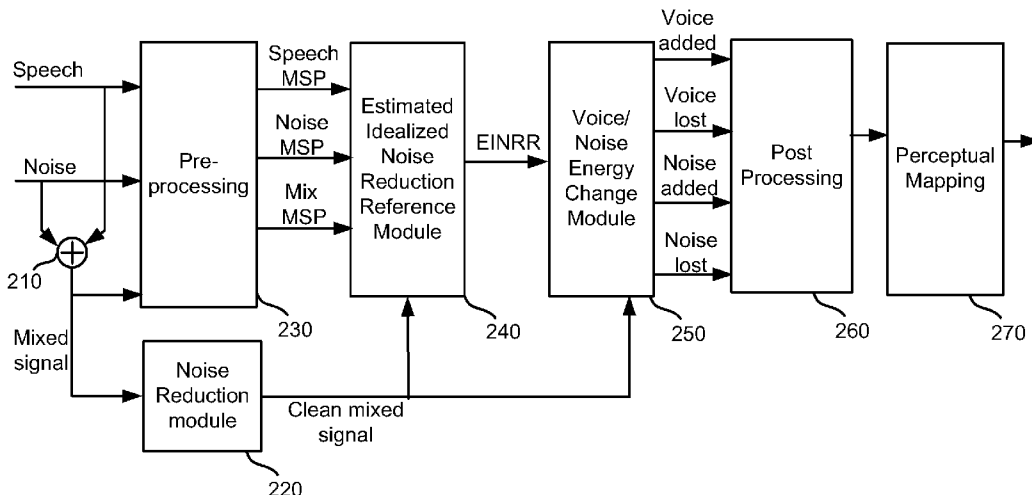 Speech
Noise
210
Mixed
signal
Pre-
processing
230
Noise
Reduction
module
220
Speech
MSP
Noise
MSP
Mix
MSP
Clean mixed
signal
Estimated
Idealized
Noise
Reduction
Reference
Module
240
EINRR
Voice/
Noise
Energy
Change
Module
250
Voice
added
Voice
lost
Noise
added
Noise
lost
Post
Processing
260
Perceptual
Mapping
270